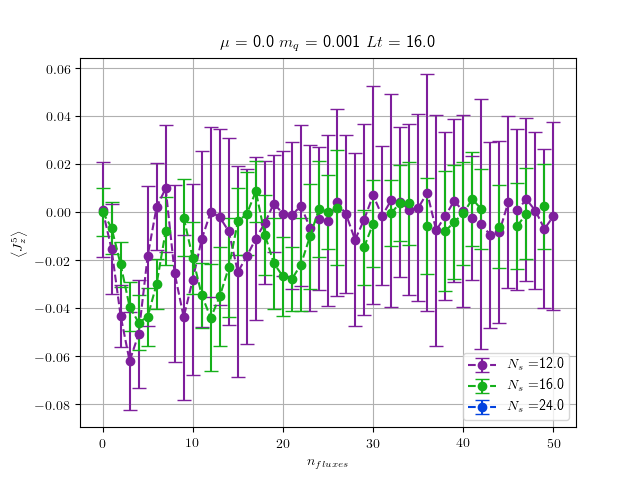 μ = 0.0 m_q = 0.001 Lt = 16.0
⟨J_z^5⟩
0.06
0.04
0.02
0.00
−0.02
−0.04
−0.06
−0.08
N_s =12.0
N_s =16.0
N_s =24.0
0 10 20 30 40 50
n_{fluxes}